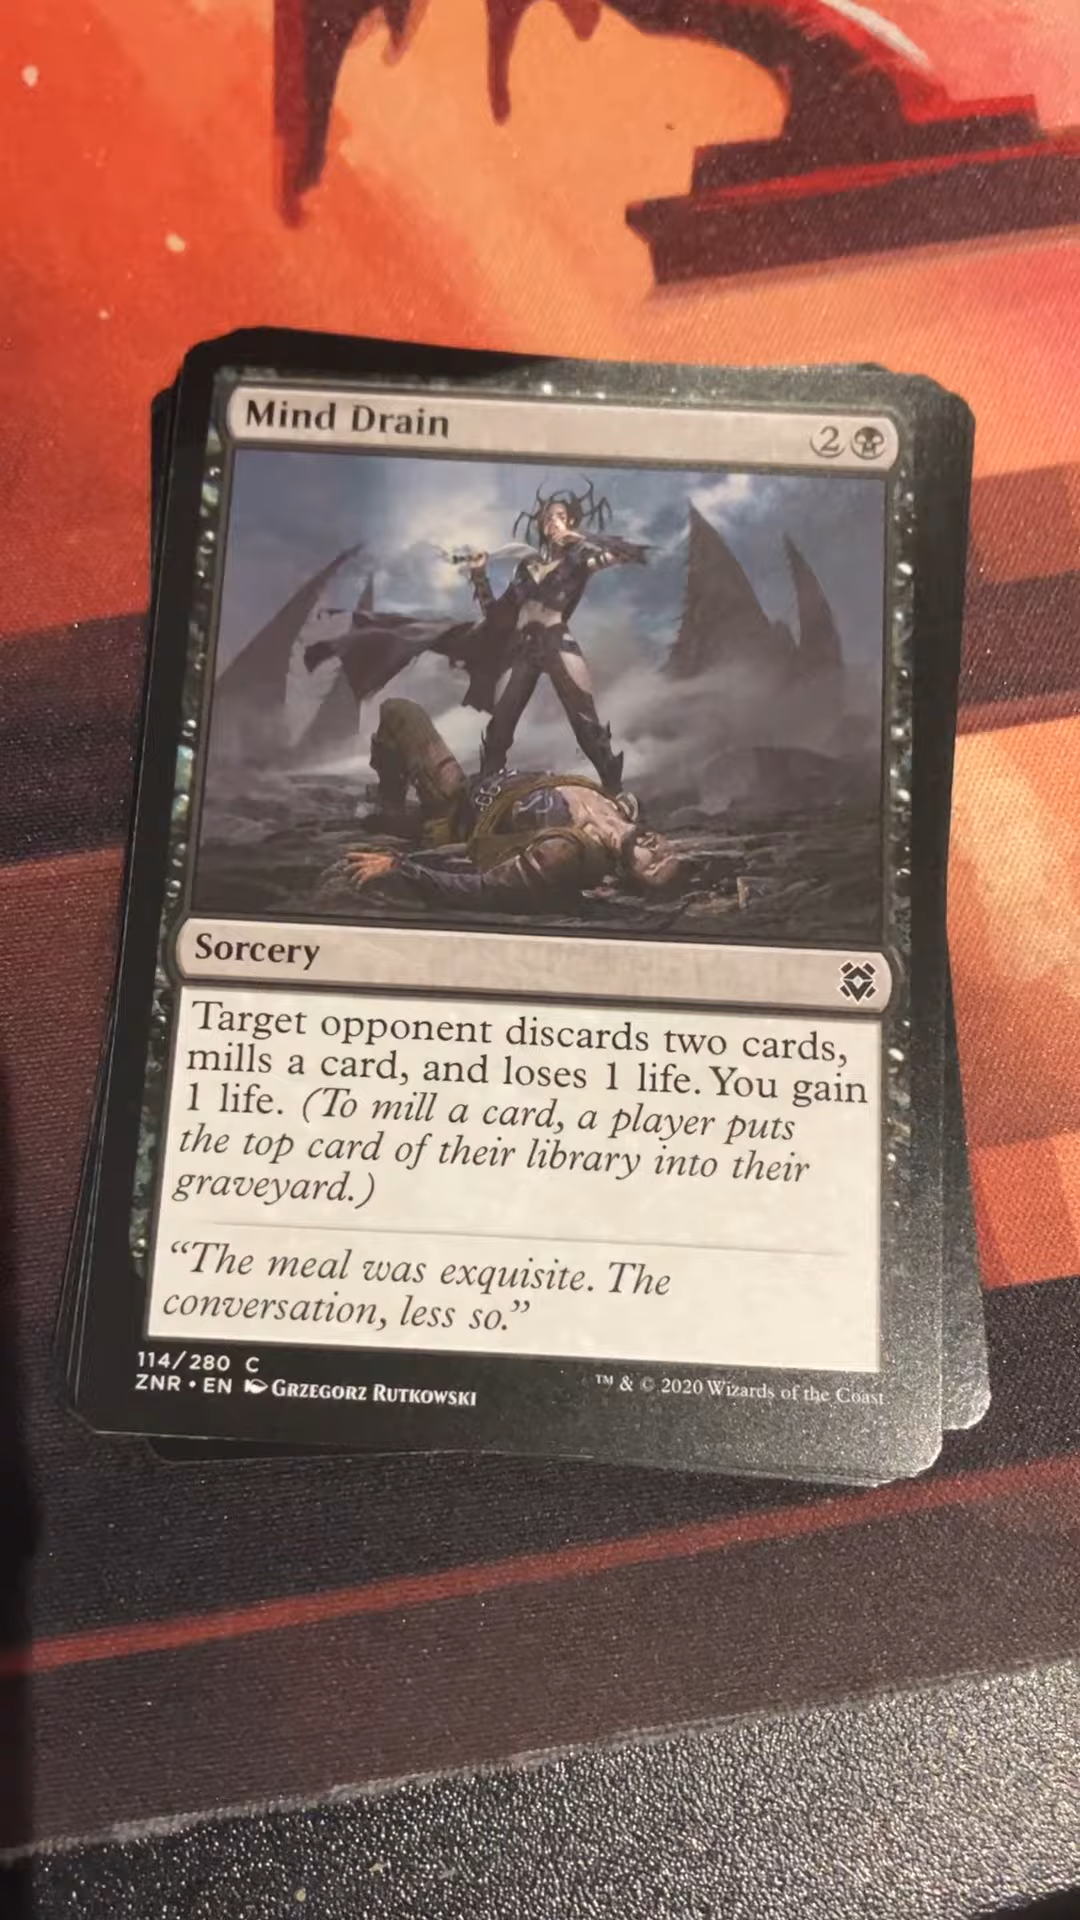 Mind Drain
2
Sorcery
Target opponent discards two cards,
mills a card, and loses 1 life. You gain
1 life. (To mill a card, a player puts
the top card of their library into their
graveyard.)
“The meal was exquisite. The
conversation, less so.”
114/280 C
ZNR • EN GRZEGORZ RUTKOWSKI
™ & © 2020 Wizards of the Coast